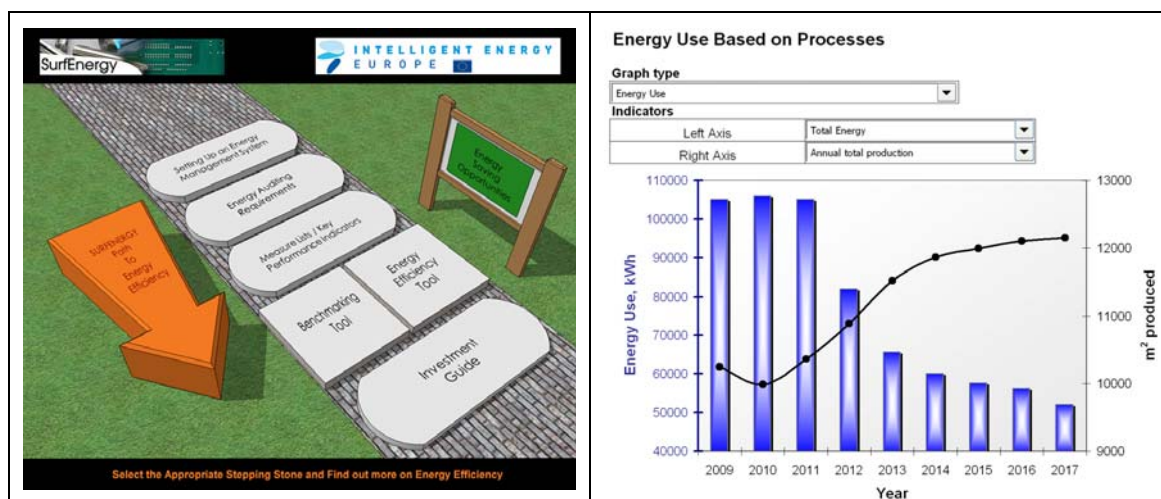 SurfEnergy
INTELLIGENT ENERGY
EUROPE
Setting Up an Energy
Management System
Energy Auditing
Requirements
Measure Lists / Key
Performance Indicators
Energy
Efficiency
Tool
Benchmarking
Tool
Investment
Guide
SURFENERGY
Path
To
Energy
Efficiency
Energy
Saving
Opportunities
Select the Appropriate Stepping Stone and Find out more on Energy Efficiency
Energy Use Based on Processes
Graph type
Energy Use
Indicators
Left Axis Total Energy
Right Axis Annual total production
110000
100000
90000
80000
70000
60000
50000
40000
Energy Use, kWh
13000
12000
11000
10000
9000
m² produced
2009 2010 2011 2012 2013 2014 2015 2016 2017
Year